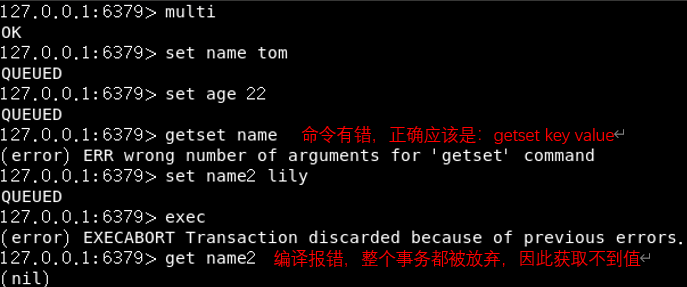 127.0.0.1:6379> multi
OK
127.0.0.1:6379> set name tom
QUEUED
127.0.0.1:6379> set age 22
QUEUED
127.0.0.1:6379> getset name 命令有错，正确应该是：getset key value↵
(error) ERR wrong number of arguments for 'getset' command
127.0.0.1:6379> set name2 lily
QUEUED
127.0.0.1:6379> exec
(error) EXECABORT Transaction discarded because of previous errors.
127.0.0.1:6379> get name2 编译报错，整个事务都被放弃，因此获取不到值↵
(nil)